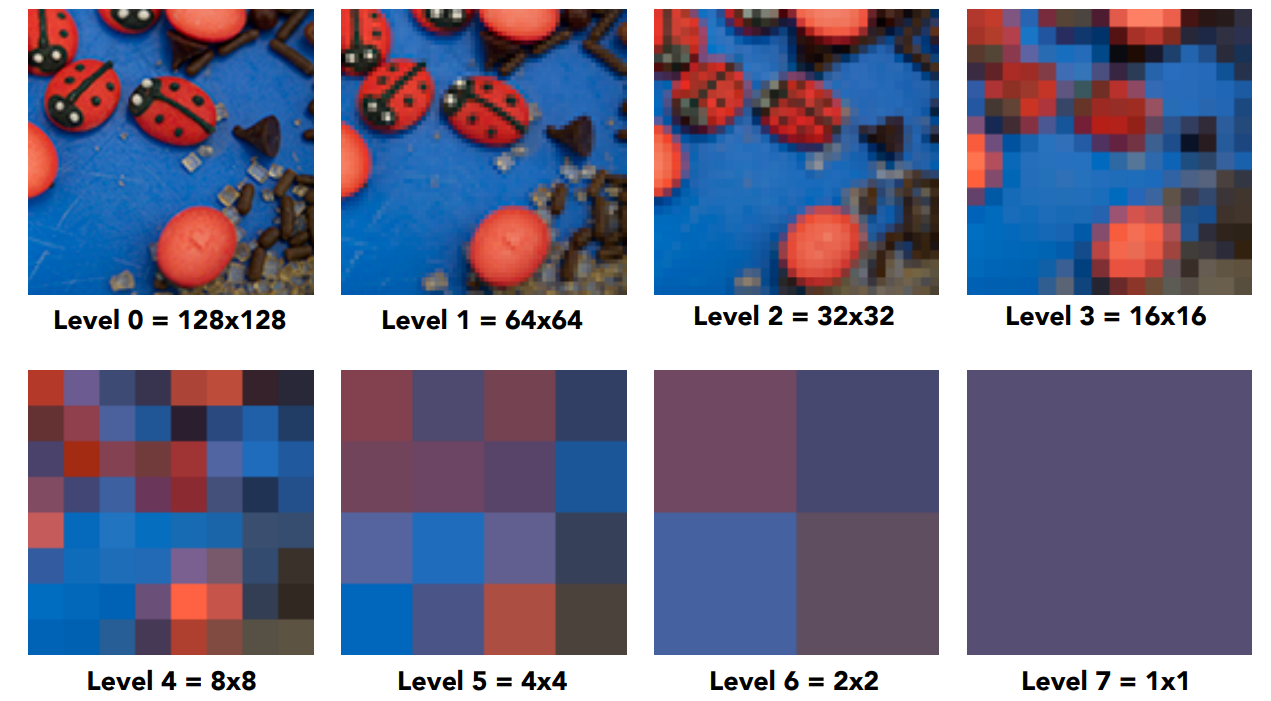 Level 0 = 128x128
Level 1 = 64x64
Level 2 = 32x32
Level 3 = 16x16
Level 4 = 8x8
Level 5 = 4x4
Level 6 = 2x2
Level 7 = 1x1